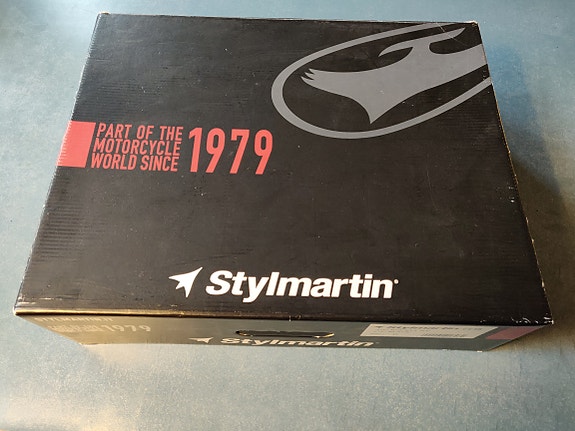 PART OF THE
MOTORCYCLE
WORLD SINCE
1979
Stylmartin
1979
Stylmartin